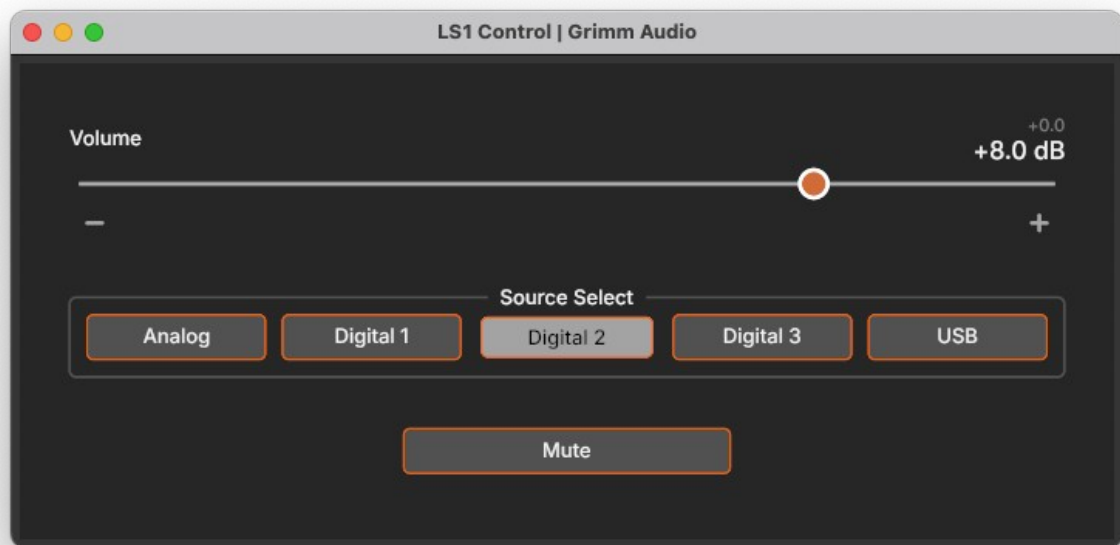 LS1 Control | Grimm Audio
+0.0
Volume
+8.0 dB
− +
Source Select
Analog Digital 1 Digital 2 Digital 3 USB
Mute